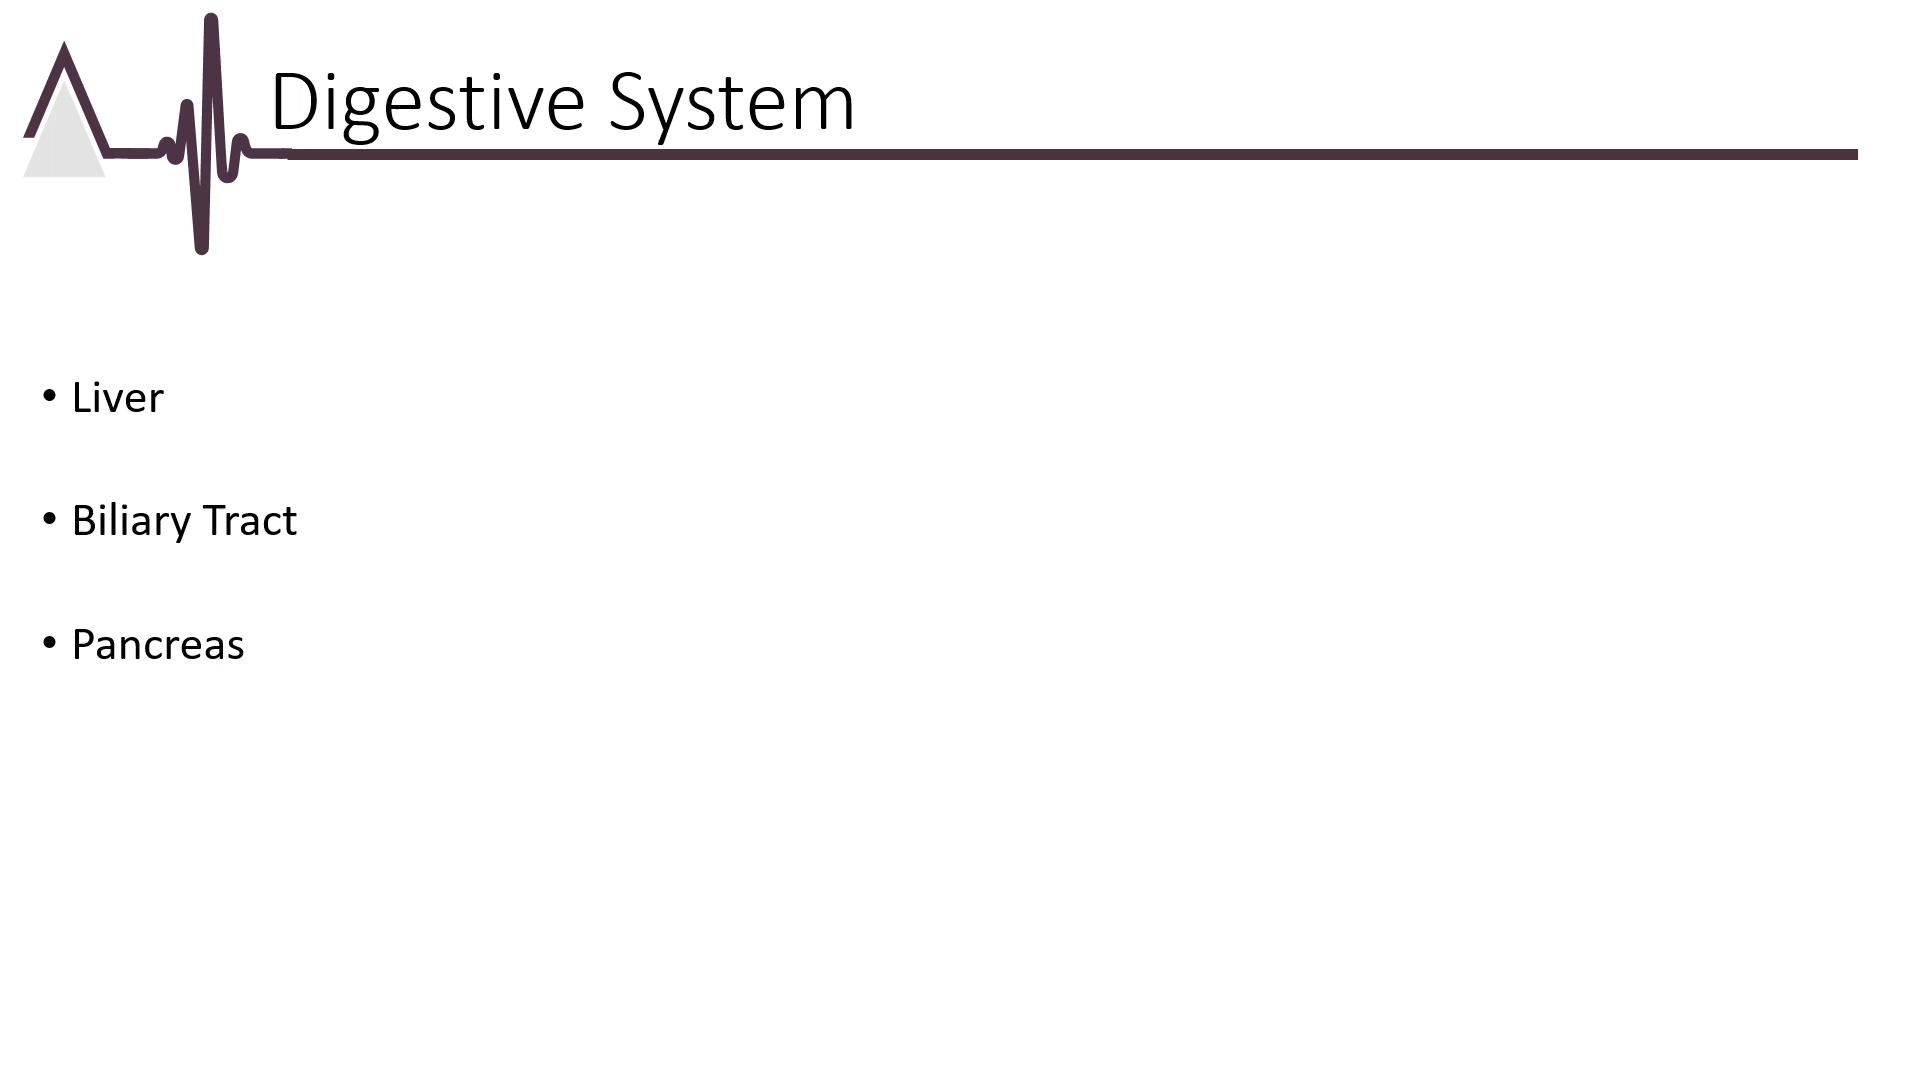 Digestive System
• Liver
• Biliary Tract
• Pancreas